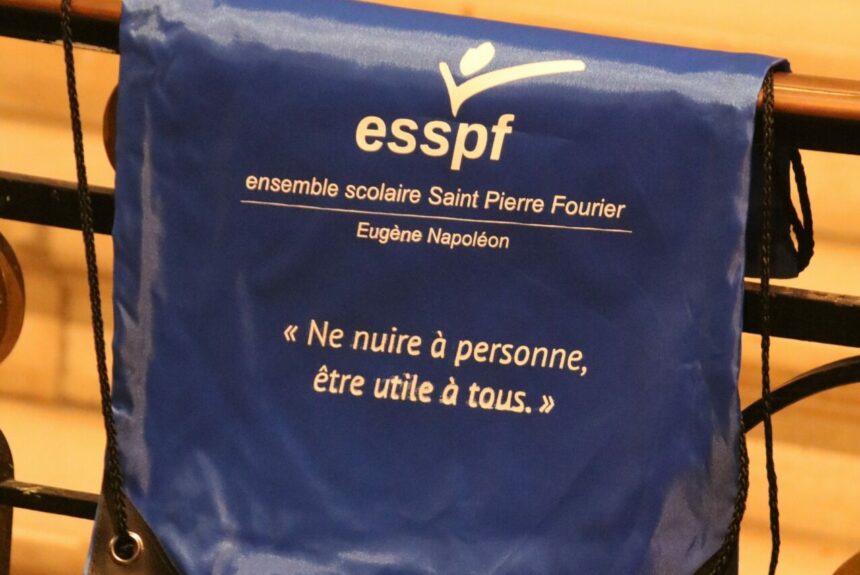 esspf
ensemble scolaire Saint Pierre Fourier
Eugène Napoléon
« Ne nuire à personne,
être utile à tous. »